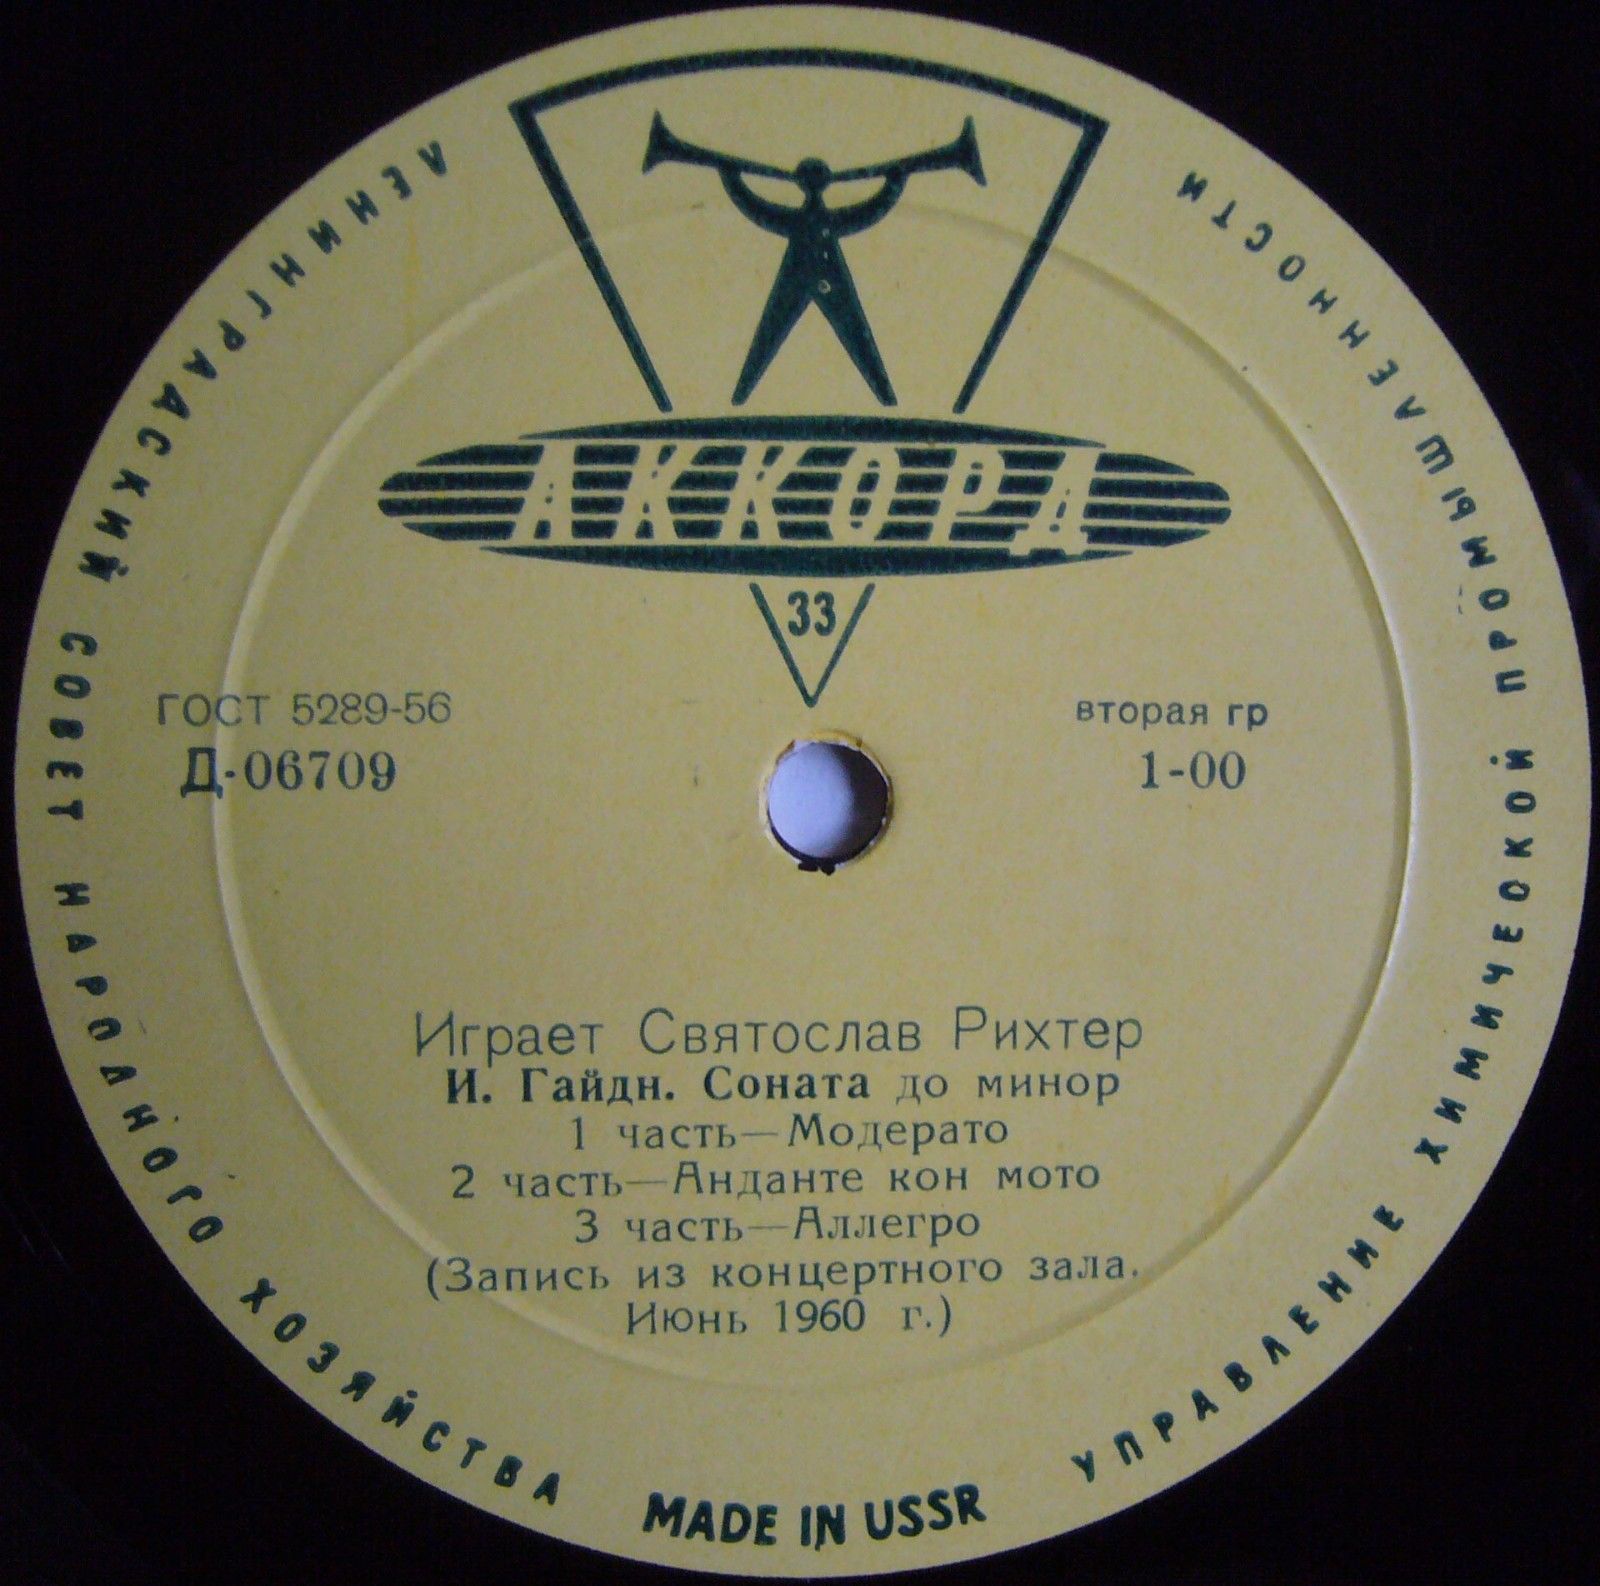 ЛЕНИНГРАДСКИЙ СОВЕТ НАРОДНОГО ХОЗЯЙСТВА
УПРАВЛЕНИЕ ХИМИЧЕСКОЙ ПРОМЫШЛЕННОСТИ
АККОРД
33
ГОСТ 5289-56
вторая гр
Д-06709
1-00
Играет Святослав Рихтер
И. Гайдн. Соната до минор
1 часть—Модерато
2 часть—Анданте кон мото
3 часть—Аллегро
(Запись из концертного зала.
Июнь 1960 г.)
MADE IN USSR